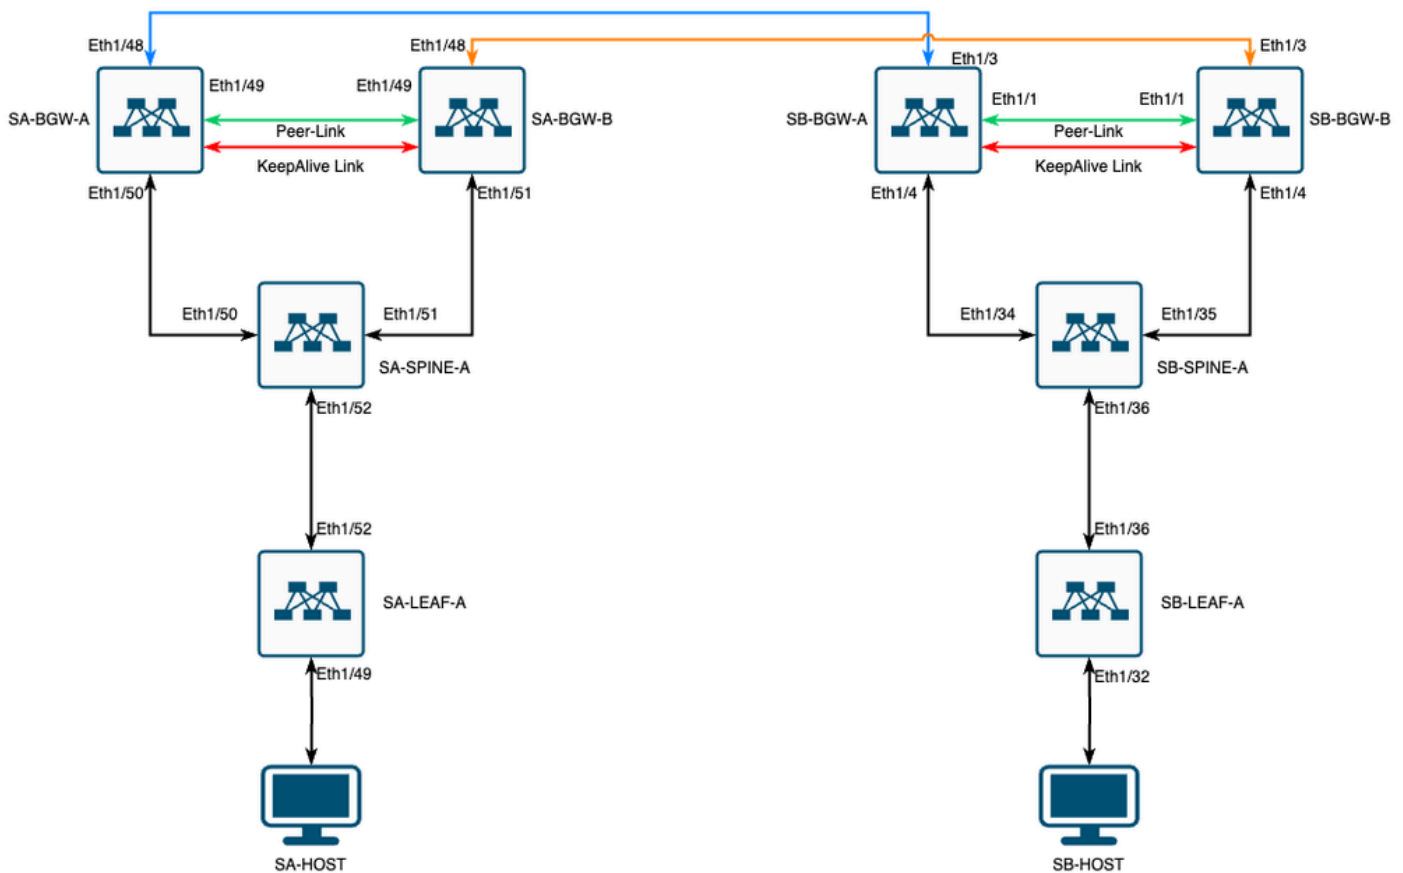 Eth1/48
Eth1/48
Eth1/3
Eth1/3
Eth1/49
Eth1/49
Eth1/1
Eth1/1
SA-BGW-A
Peer-Link
SA-BGW-B
SB-BGW-A
Peer-Link
SB-BGW-B
KeepAlive Link
KeepAlive Link
Eth1/50
Eth1/51
Eth1/4
Eth1/4
Eth1/50
Eth1/51
Eth1/34
Eth1/35
SA-SPINE-A
SB-SPINE-A
Eth1/52
Eth1/36
Eth1/52
Eth1/36
SA-LEAF-A
SB-LEAF-A
Eth1/49
Eth1/32
SA-HOST
SB-HOST